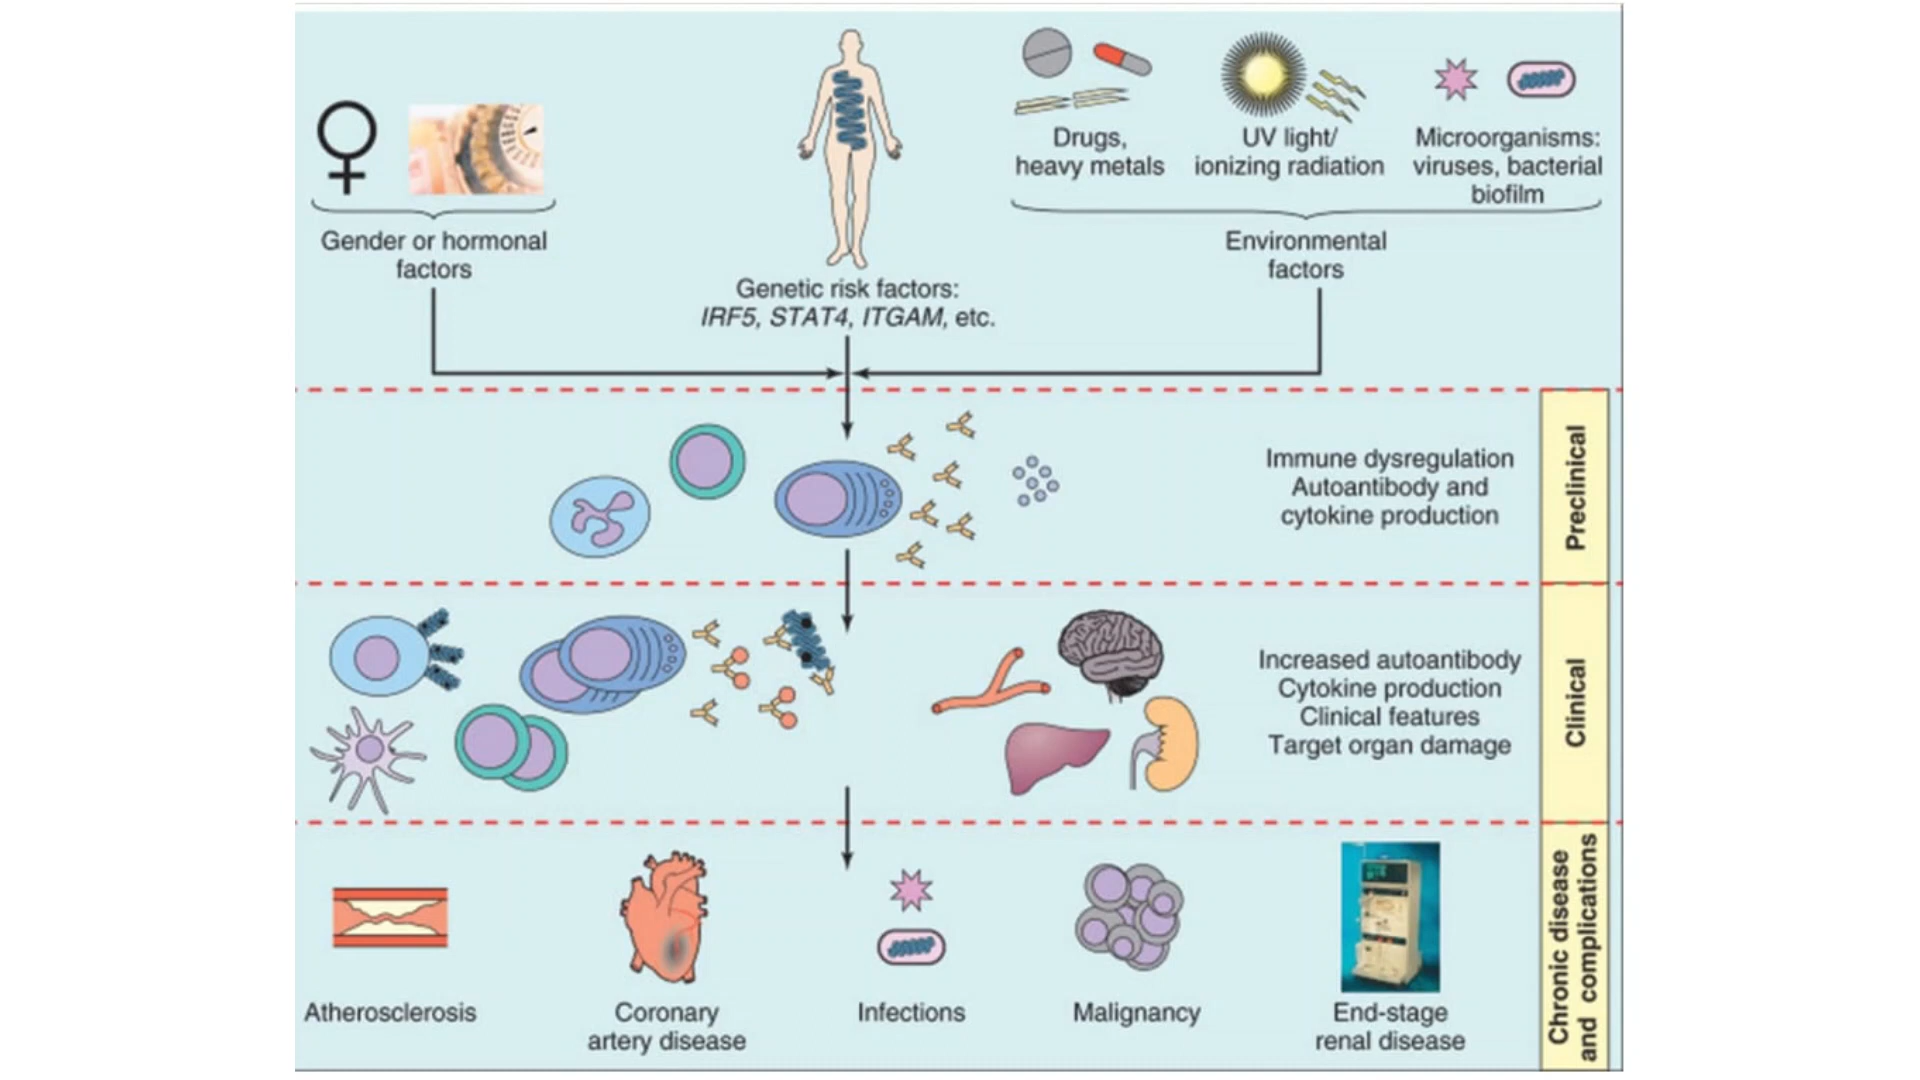 Drugs,
heavy metals
UV light/
ionizing radiation
Microorganisms:
viruses, bacterial
biofilm
Gender or hormonal
factors
Environmental
factors
Genetic risk factors:
IRF5, STAT4, ITGAM, etc.
Immune dysregulation
Autoantibody and
cytokine production
Preclinical
Increased autoantibody
Cytokine production
Clinical features
Target organ damage
Clinical
Atherosclerosis
Coronary
artery disease
Infections
Malignancy
End-stage
renal disease
Chronic disease
and complications